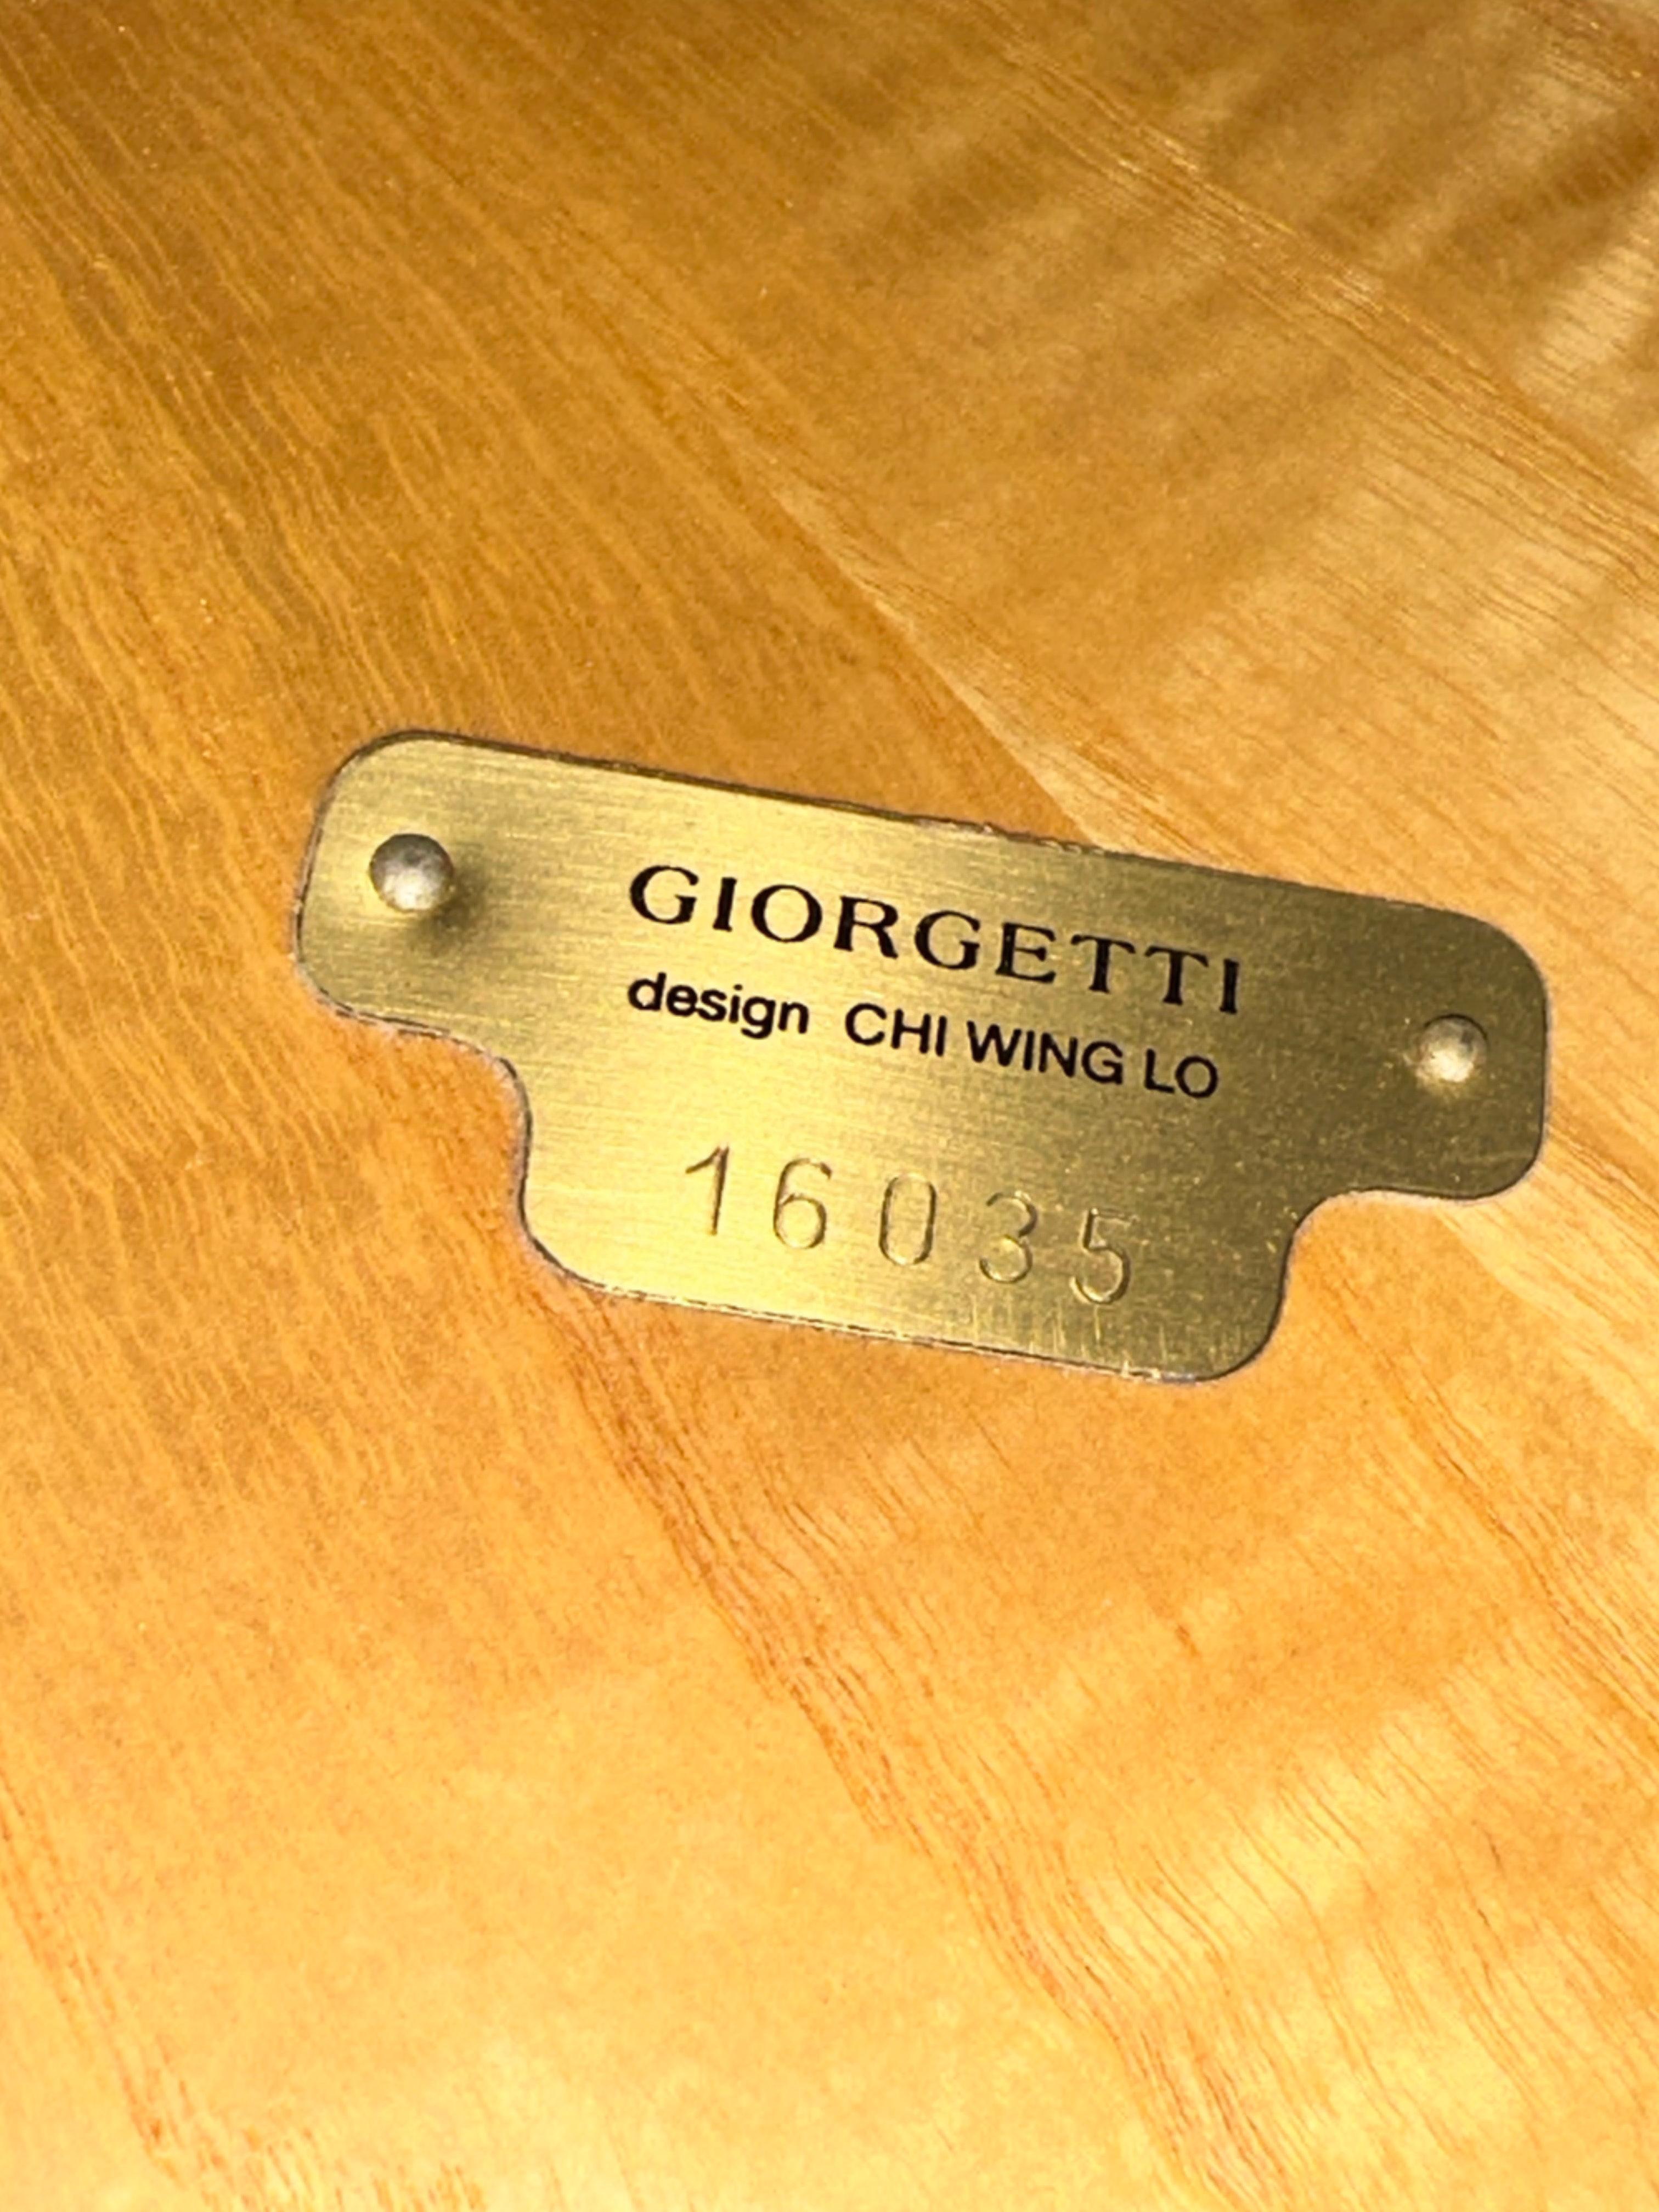 GIORGETTI
design CHI WING LO
16035